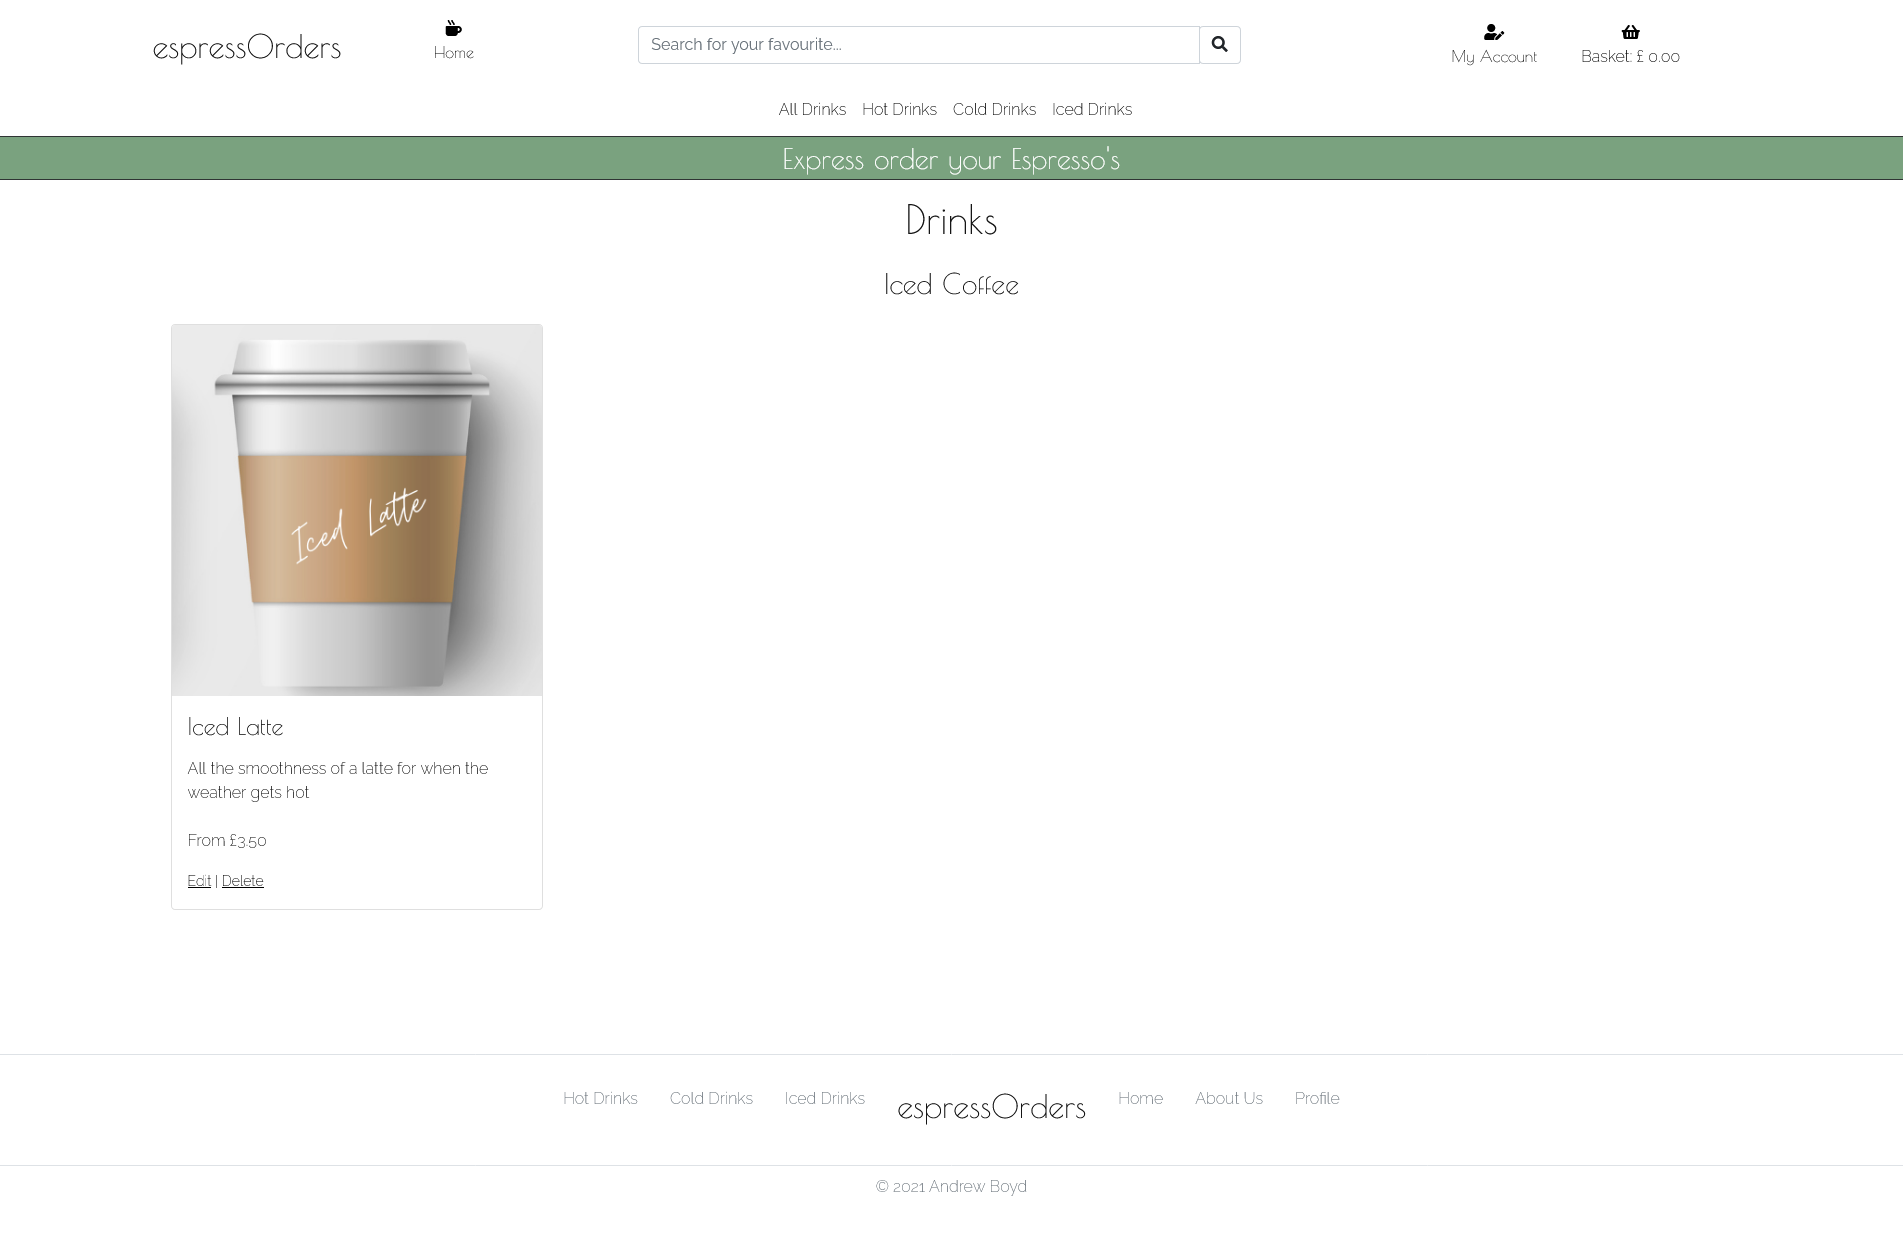 espressOrders
Home
Search for your favourite...
My Account
Basket: £ 0.00
All Drinks Hot Drinks Cold Drinks Iced Drinks
Express order your Espresso's
Drinks
Iced Coffee
Iced Latte
Iced Latte
All the smoothness of a latte for when the
weather gets hot
From £3.50
Edit | Delete
Hot Drinks Cold Drinks Iced Drinks espressOrders Home About Us Profile
© 2021 Andrew Boyd